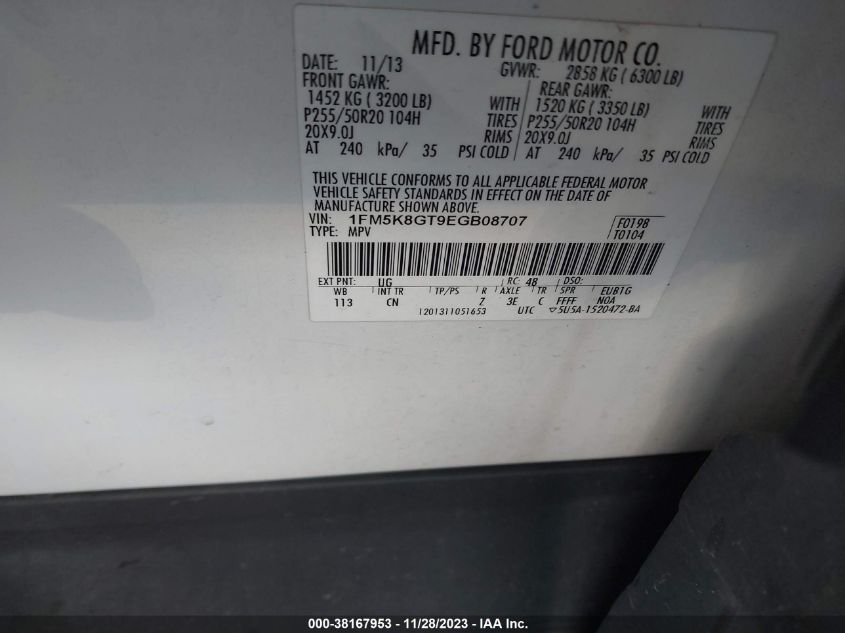 MFD. BY FORD MOTOR CO.
DATE: 11/13 GVWR: 2858 KG ( 6300 LB)
FRONT GAWR: REAR GAWR:
1452 KG ( 3200 LB) WITH 1520 KG ( 3350 LB) WITH
P255/50R20 104H TIRES P255/50R20 104H TIRES
20X9.0J RIMS 20X9.0J RIMS
AT 240 kPa/ 35 PSI COLD AT 240 kPa/ 35 PSI COLD
THIS VEHICLE CONFORMS TO ALL APPLICABLE FEDERAL MOTOR
VEHICLE SAFETY STANDARDS IN EFFECT ON THE DATE OF
MANUFACTURE SHOWN ABOVE.
VIN: 1FM5K8GT9EGB08707 F0198
TYPE: MPV T0104
EXT PNT: UG RC: 48 DSO:
WB INT TR TP/PS R AXLE TR SPR EUB1G
113 CN Z 3E C FFFF NOA
1201311051653 UTC ▽5U5A-1520472-BA
000-38167953 - 11/28/2023 - IAA Inc.